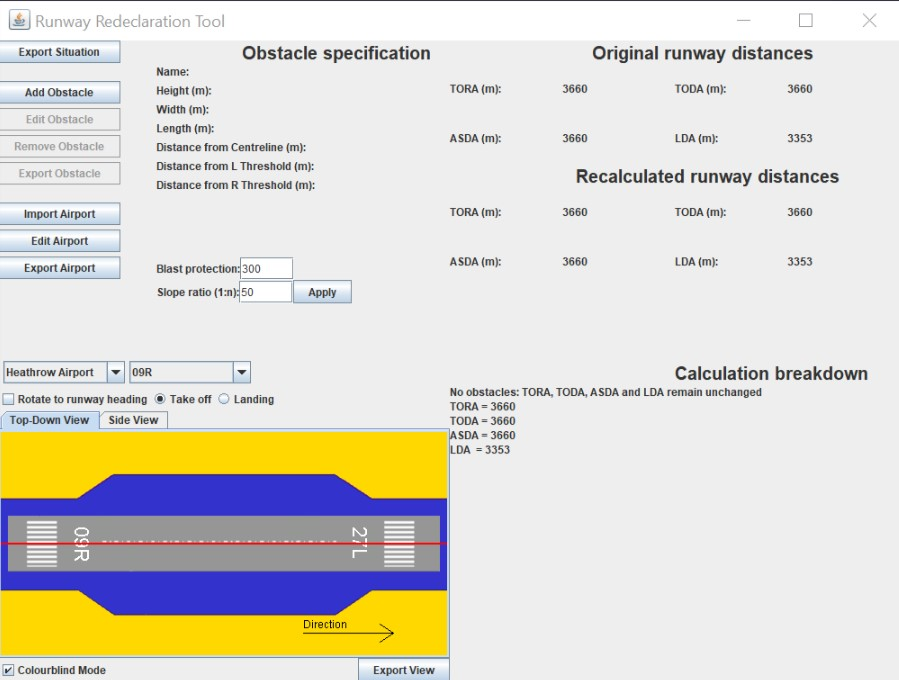 Runway Redeclaration Tool
Export Situation
Add Obstacle
Edit Obstacle
Remove Obstacle
Export Obstacle
Import Airport
Edit Airport
Export Airport
Obstacle specification
Name:
Height (m):
Width (m):
Length (m):
Distance from Centreline (m):
Distance from L Threshold (m):
Distance from R Threshold (m):
Blast protection: 300
Slope ratio (1:n): 50 Apply
Original runway distances
TORA (m): 3660 TODA (m): 3660
ASDA (m): 3660 LDA (m): 3353
Recalculated runway distances
TORA (m): 3660 TODA (m): 3660
ASDA (m): 3660 LDA (m): 3353
Heathrow Airport 09R
Rotate to runway heading Take off Landing
Top-Down View Side View
09R 27L
Direction
Colourblind Mode Export View
Calculation breakdown
No obstacles: TORA, TODA, ASDA and LDA remain unchanged
TORA = 3660
TODA = 3660
ASDA = 3660
LDA = 3353